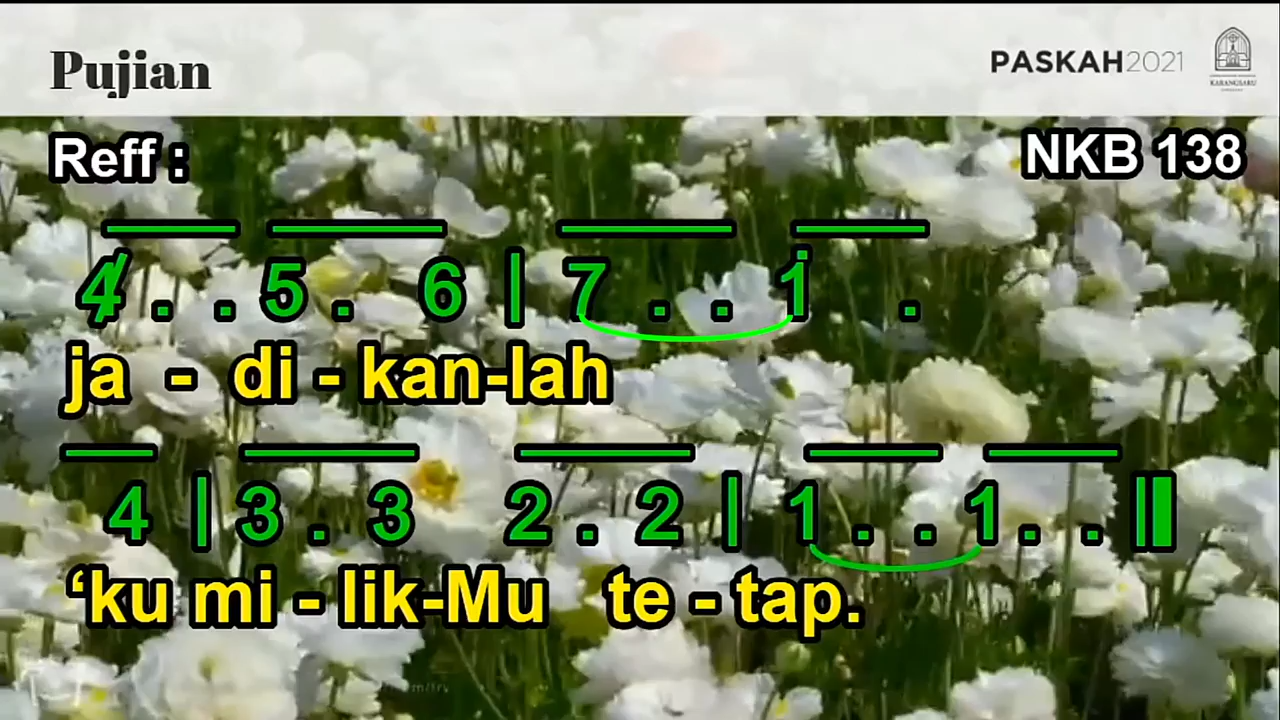 Pujian
PASKAH2021
KARANGSARU
Reff :
NKB 138
4̸ . . 5 . 6 | 7 . . 1̇ .
ja - di - kan-lah
4 | 3 . 3 2 . 2 | 1 . . 1 . . ‖
‘ku mi - lik-Mu te - tap.